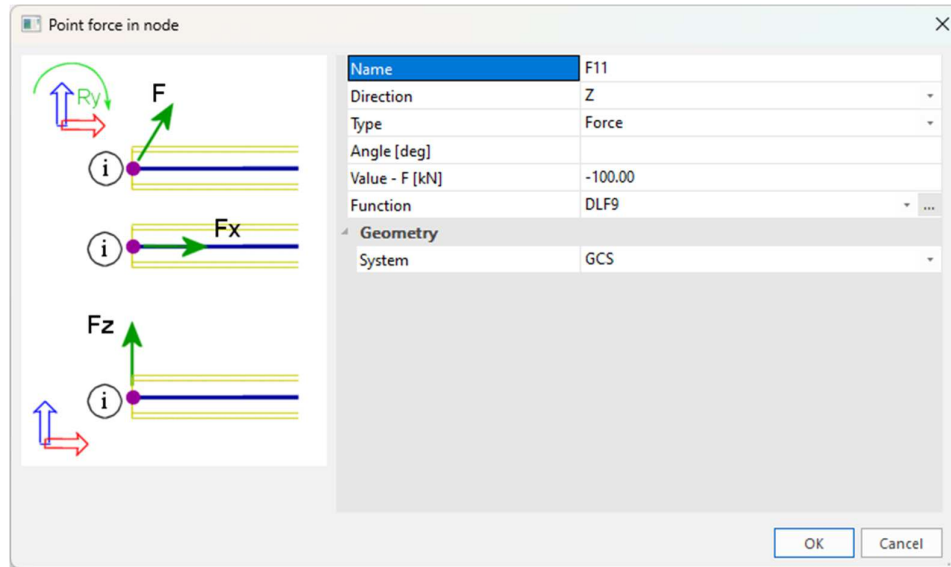 Point force in node
Ry
F
i
Fx
i
Fz
i
Name F11
Direction Z
Type Force
Angle [deg]
Value - F [kN] -100.00
Function DLF9 ...
Geometry
System GCS
OK Cancel